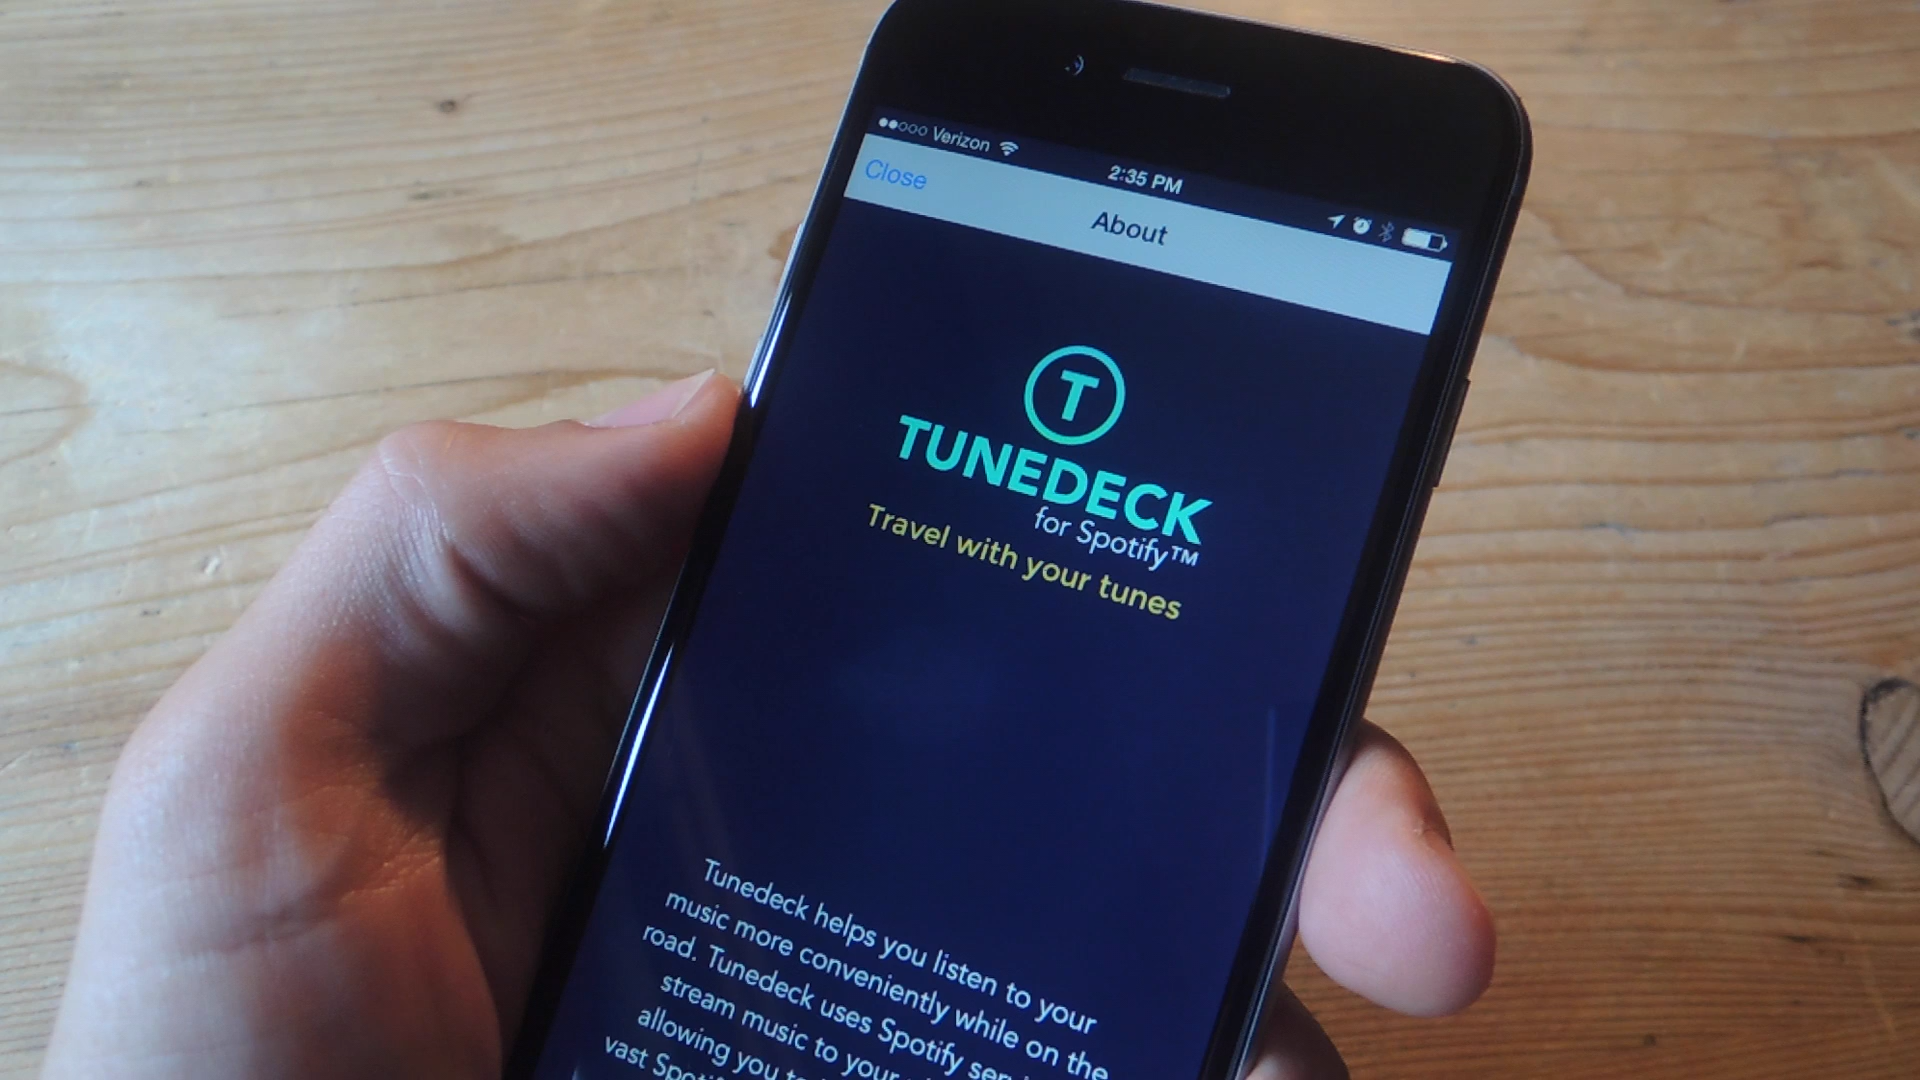 Verizon
2:35 PM
Close
About
T
TUNEDECK
for Spotify™
Travel with your tunes
Tunedeck helps you listen to your
music more conveniently while on the
road. Tunedeck uses Spotify
stream music to your
allowing you
vast